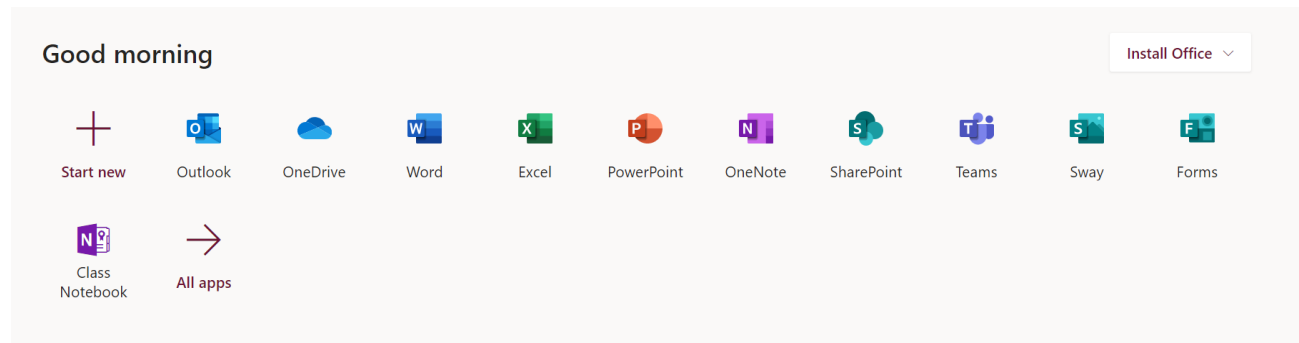 Good morning
Install Office
Start new
Outlook
OneDrive
Word
Excel
PowerPoint
OneNote
SharePoint
Teams
Sway
Forms
Class
Notebook
All apps